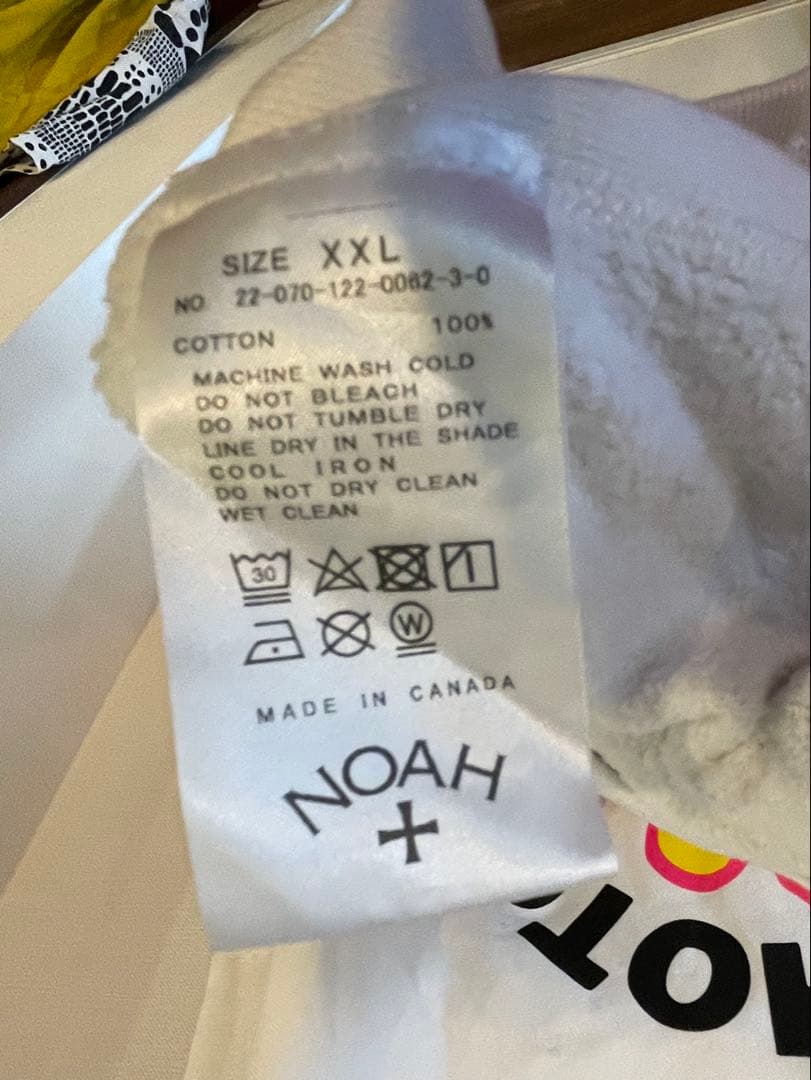 SIZE XXL
NO 22-070-122-0062-3-0
COTTON 100%
MACHINE WASH COLD
DO NOT BLEACH
DO NOT TUMBLE DRY
LINE DRY IN THE SHADE
COOL IRON
DO NOT DRY CLEAN
WET CLEAN
30
W
MADE IN CANADA
NOAH